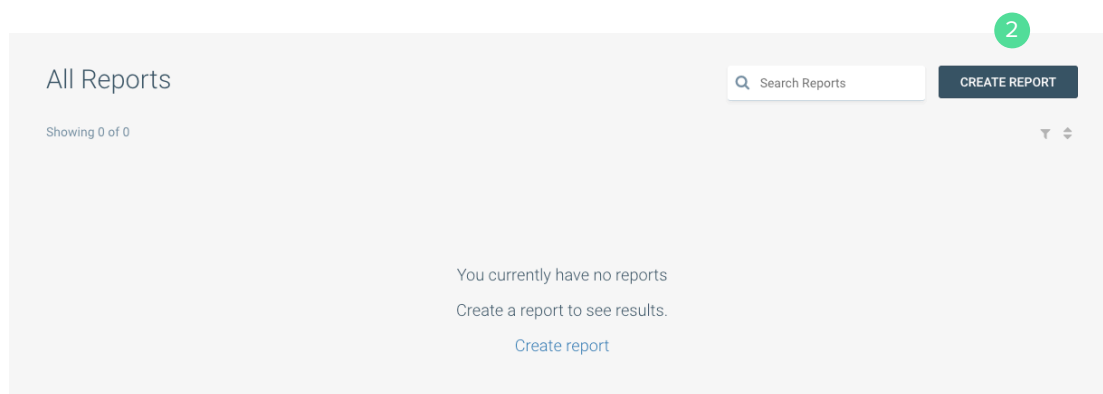 2
All Reports
Search Reports
CREATE REPORT
Showing 0 of 0
You currently have no reports
Create a report to see results.
Create report